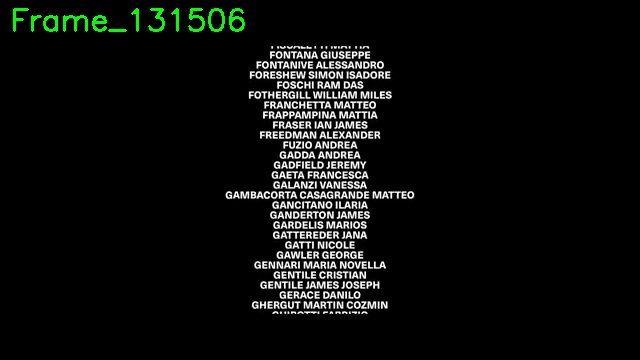 Frame_131506
FONTANA GIUSEPPE
FONTANIVE ALESSANDRO
FORESHEW SIMON ISADORE
FOSCHI RAM DAS
FOTHERGILL WILLIAM MILES
FRANCHETTA MATTEO
FRAPPAMPINA MATTIA
FRASER IAN JAMES
FREEDMAN ALEXANDER
FUZIO ANDREA
GADDA ANDREA
GADFIELD JEREMY
GAETA FRANCESCA
GALANZI VANESSA
GAMBACORTA CASAGRANDE MATTEO
GANCITANO ILARIA
GANDERTON JAMES
GARDELIS MARIOS
GATTEREDER JANA
GATTI NICOLE
GAWLER GEORGE
GENNARI MARIA NOVELLA
GENTILE CRISTIAN
GENTILE JAMES JOSEPH
GERACE DANILO
GHERGUT MARTIN COZMIN